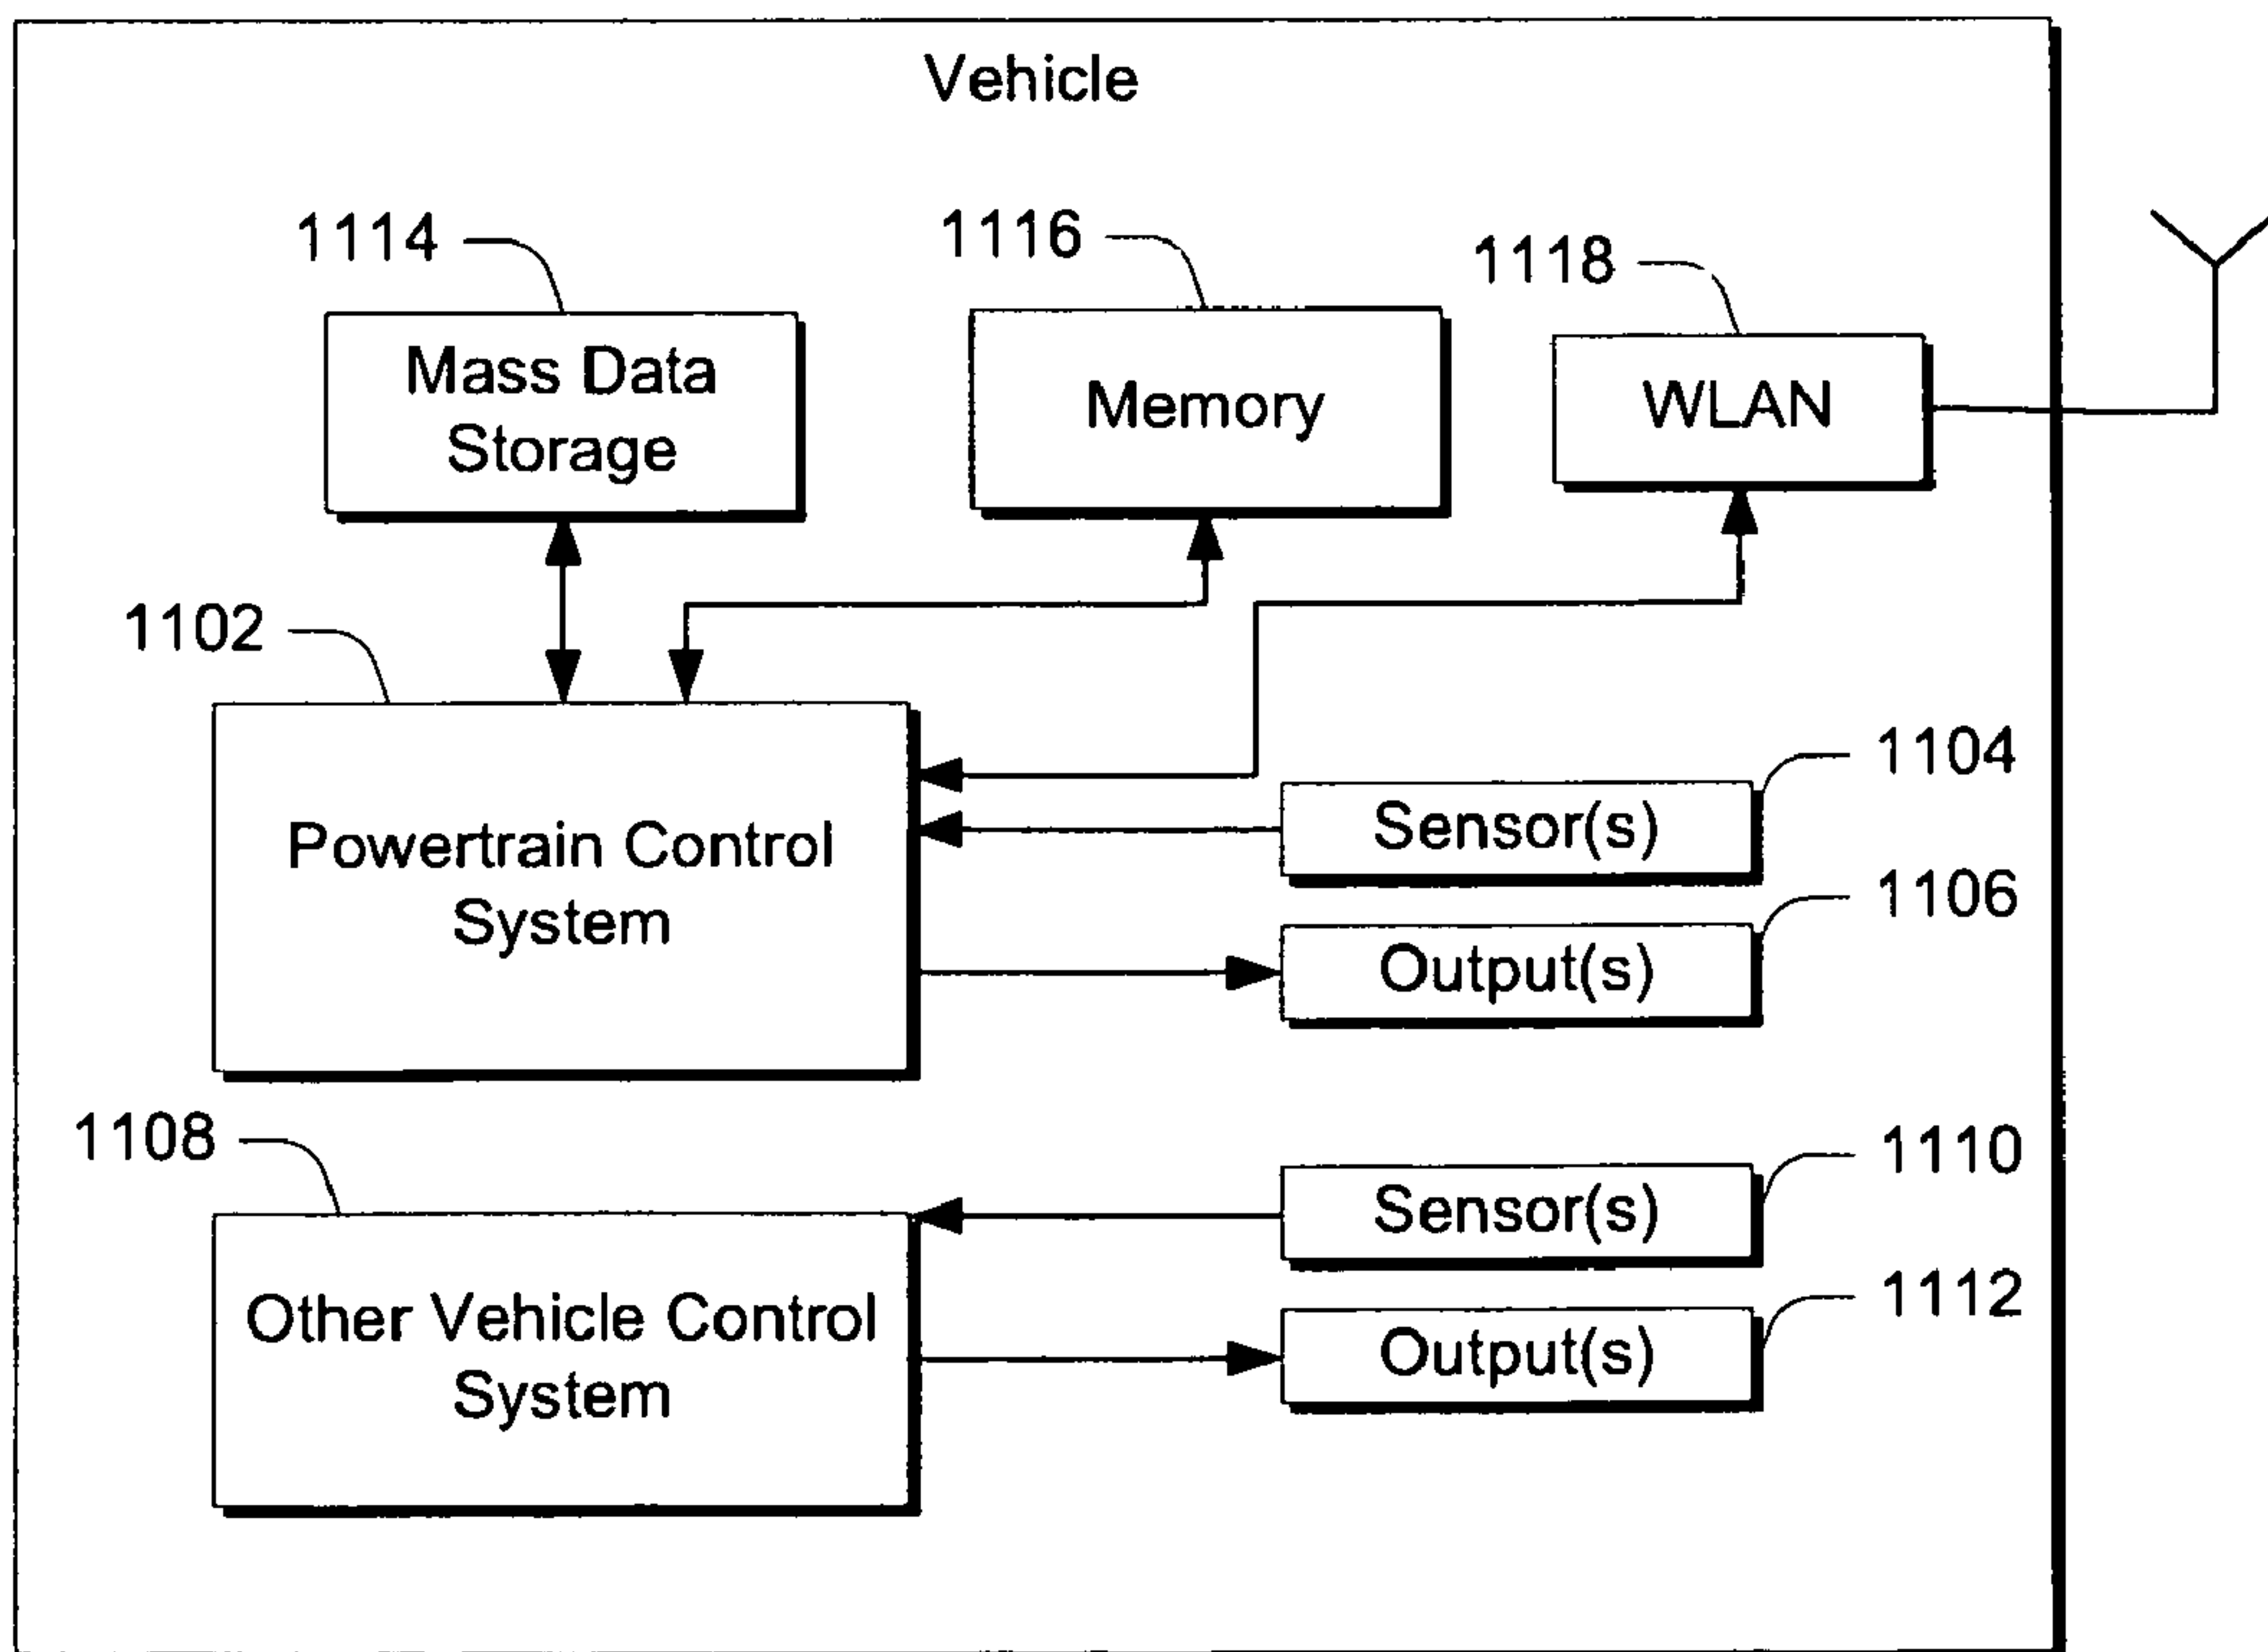 Vehicle
1114
1116
1118
Mass Data
Storage
Memory
WLAN
1102
1104
Sensor(s)
Powertrain Control
System
1106
Output(s)
1108
1110
Sensor(s)
Other Vehicle Control
System
1112
Output(s)